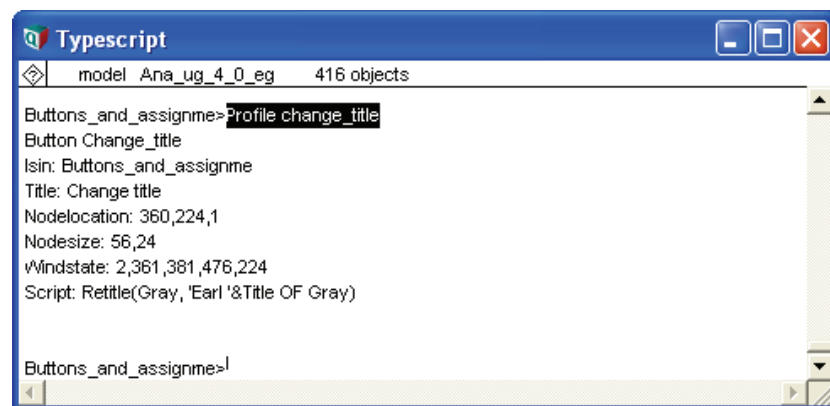 Typescript
model Ana_ug_4_0_eg 416 objects
Buttons_and_assignme>Profile change_title
Button Change_title
Isin: Buttons_and_assignme
Title: Change title
Nodelocation: 360,224,1
Nodesize: 56,24
Windstate: 2,361,381,476,224
Script: Retitle(Gray, 'Earl '&Title OF Gray)
Buttons_and_assignme>